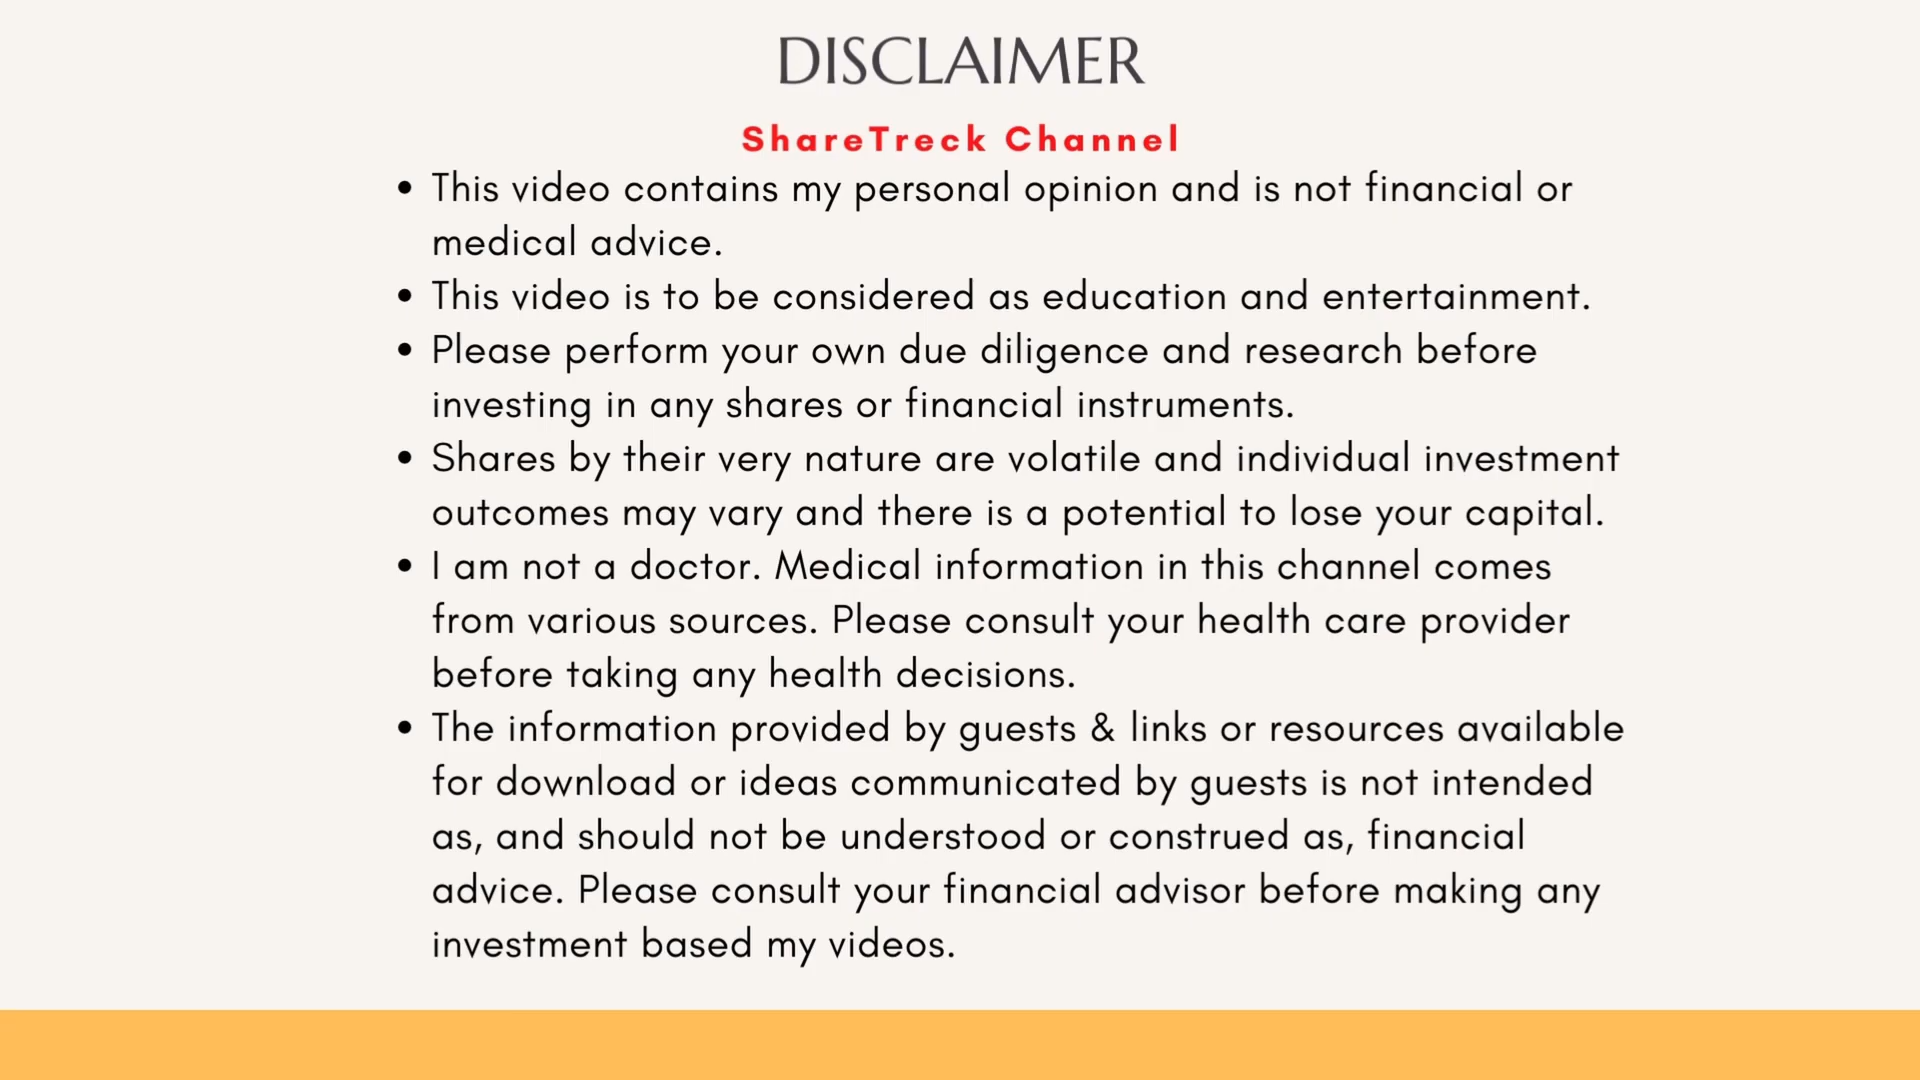 DISCLAIMER
ShareTreck Channel
• This video contains my personal opinion and is not financial or
medical advice.
• This video is to be considered as education and entertainment.
• Please perform your own due diligence and research before
investing in any shares or financial instruments.
• Shares by their very nature are volatile and individual investment
outcomes may vary and there is a potential to lose your capital.
• I am not a doctor. Medical information in this channel comes
from various sources. Please consult your health care provider
before taking any health decisions.
• The information provided by guests & links or resources available
for download or ideas communicated by guests is not intended
as, and should not be understood or construed as, financial
advice. Please consult your financial advisor before making any
investment based my videos.